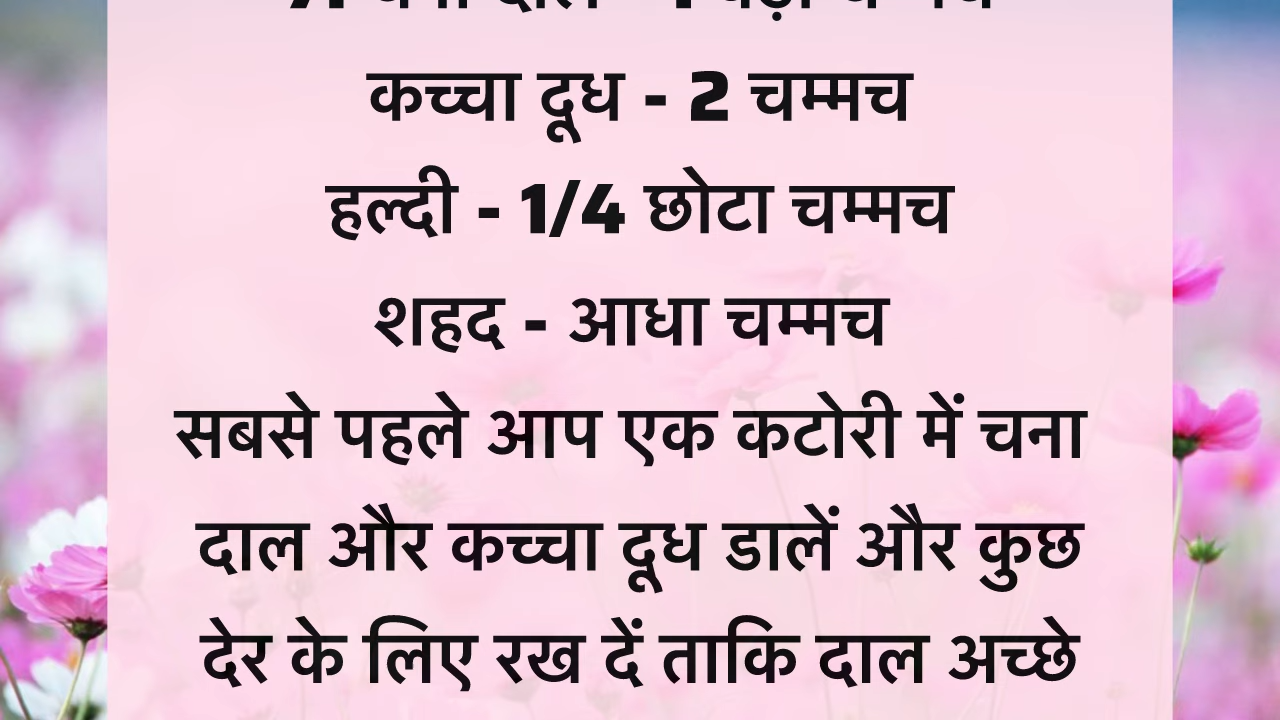 कच्चा दूध - 2 चम्मच
हल्दी - 1/4 छोटा चम्मच
शहद - आधा चम्मच
सबसे पहले आप एक कटोरी में चना
दाल और कच्चा दूध डालें और कुछ
देर के लिए रख दें ताकि दाल अच्छे